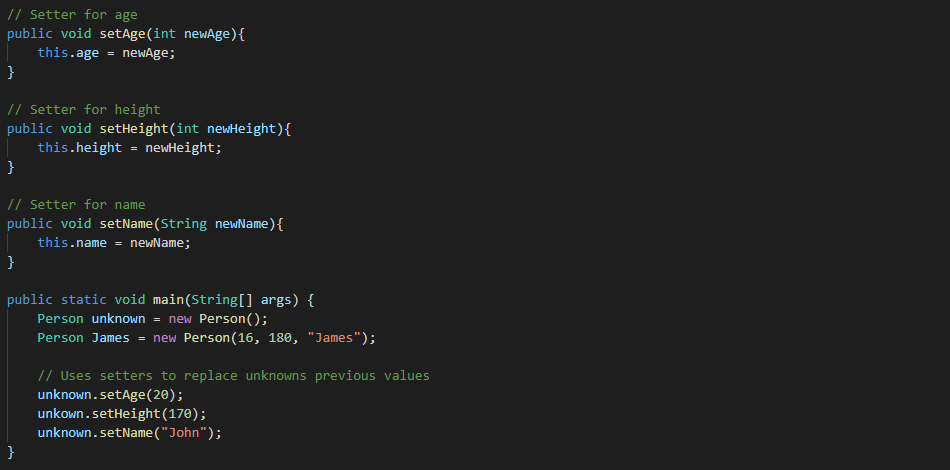 // Setter for age
public void setAge(int newAge){
    this.age = newAge;
}
// Setter for height
public void setHeight(int newHeight){
    this.height = newHeight;
}
// Setter for name
public void setName(String newName){
    this.name = newName;
}
public static void main(String[] args) {
    Person unknown = new Person();
    Person James = new Person(16, 180, "James");
    // Uses setters to replace unknowns previous values
    unknown.setAge(20);
    unkown.setHeight(170);
    unknown.setName("John");
}